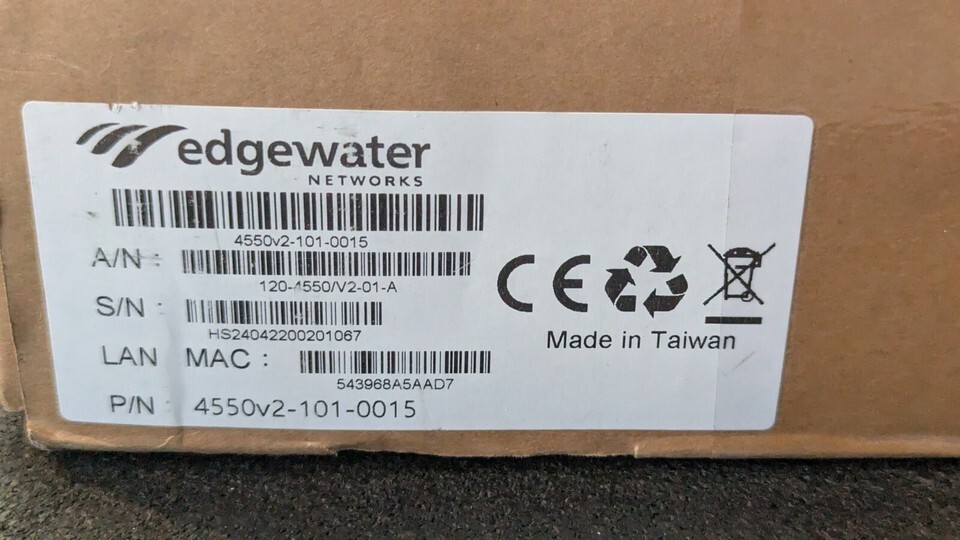 edgewater
NETWORKS
4550v2-101-0015
A/N :
120-4550/V2-01-A
S/N :
HS24042200201067
LAN MAC :
543968A5AAD7
P/N : 4550v2-101-0015
CE
Made in Taiwan